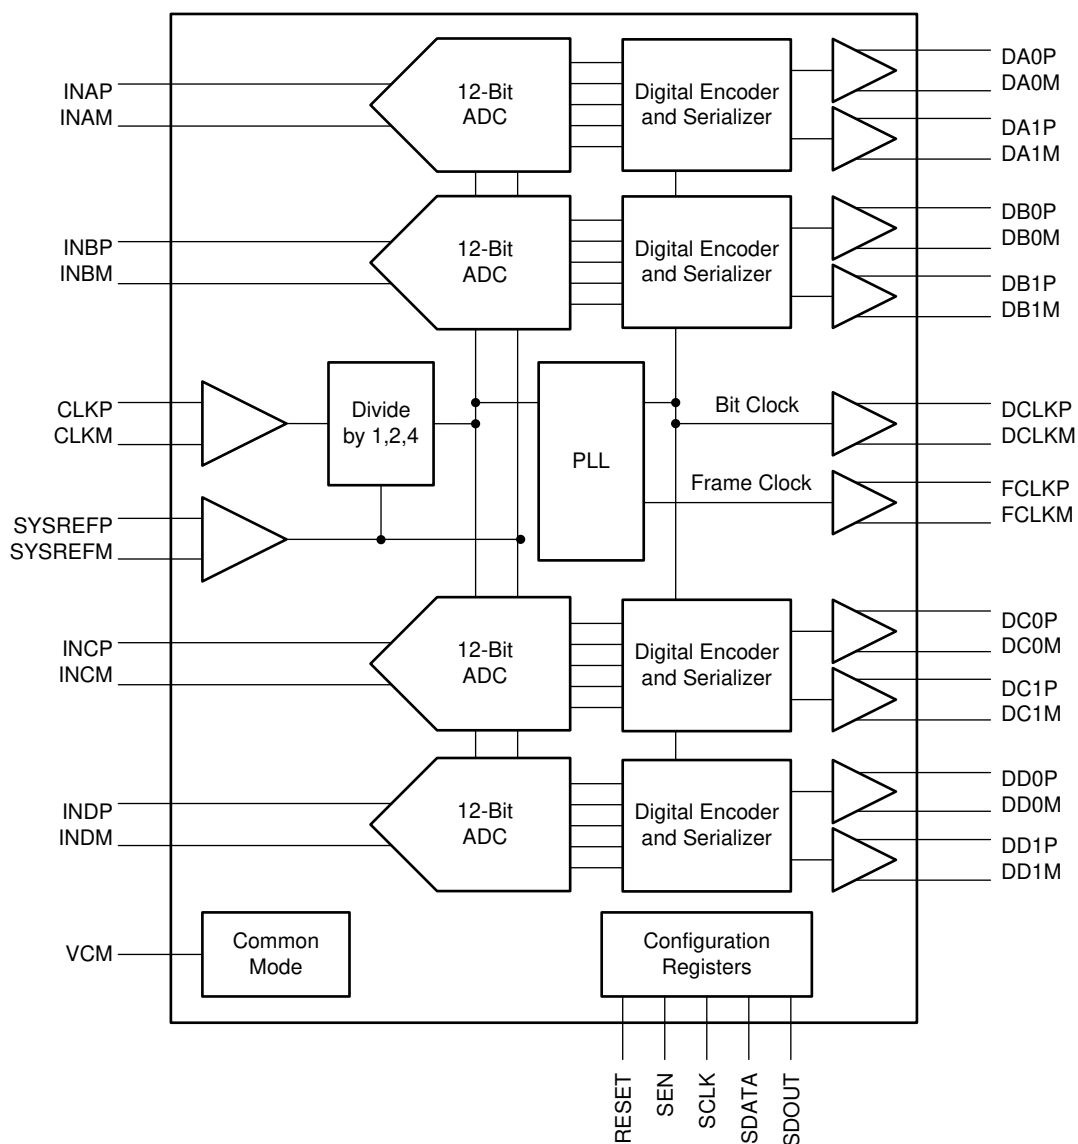 INAP
INAM
12-Bit
ADC
Digital Encoder
and Serializer
DA0P
DA0M
DA1P
DA1M
INBP
INBM
12-Bit
ADC
Digital Encoder
and Serializer
DB0P
DB0M
DB1P
DB1M
CLKP
CLKM
Divide
by 1,2,4
PLL
Bit Clock
DCLKP
DCLKM
Frame Clock
FCLKP
FCLKM
SYSREFP
SYSREFM
INCP
INCM
12-Bit
ADC
Digital Encoder
and Serializer
DC0P
DC0M
DC1P
DC1M
INDP
INDM
12-Bit
ADC
Digital Encoder
and Serializer
DD0P
DD0M
DD1P
DD1M
VCM
Common
Mode
Configuration
Registers
RESET
SEN
SCLK
SDATA
SDOUT